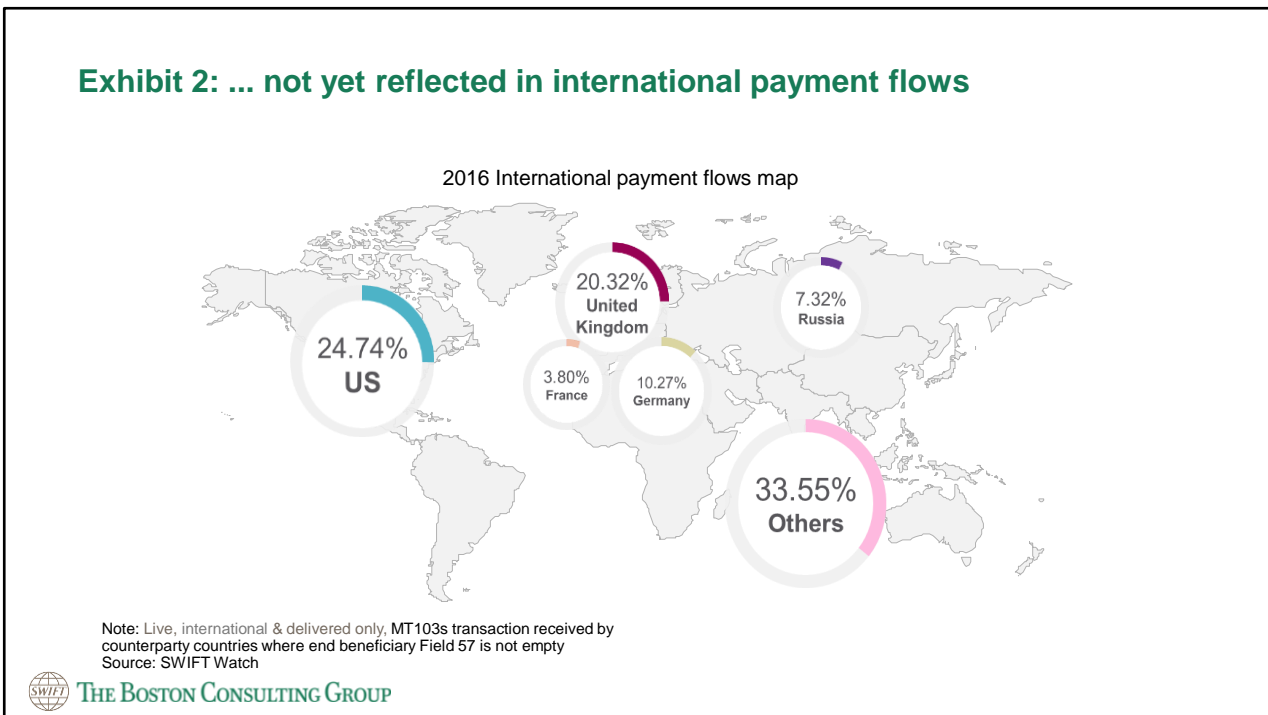 Exhibit 2: ... not yet reflected in international payment flows
2016 International payment flows map
24.74%
US
20.32%
United
Kingdom
3.80%
France
10.27%
Germany
7.32%
Russia
33.55%
Others
Note: Live, international & delivered only, MT103s transaction received by
counterparty countries where end beneficiary Field 57 is not empty
Source: SWIFT Watch
SWIFT THE BOSTON CONSULTING GROUP